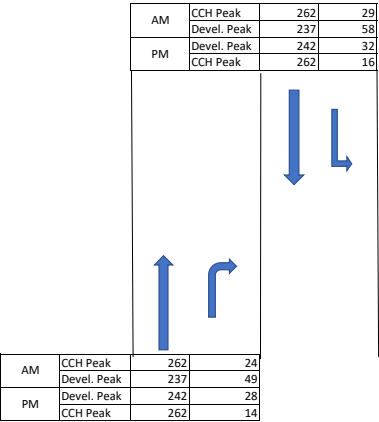 AM CCH Peak 262 29
Devel. Peak 237 58
PM Devel. Peak 242 32
CCH Peak 262 16
AM CCH Peak 262 24
Devel. Peak 237 49
PM Devel. Peak 242 28
CCH Peak 262 14